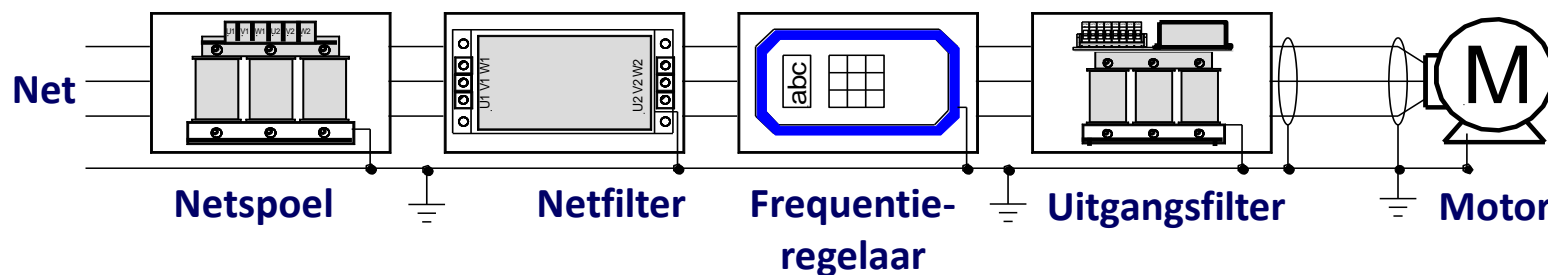 U1 V1 W1 U2 V2 W2
U1 V1 W1
U2 V2 W2
abc
M
Net
Netspoel
Netfilter
Frequentie-
regelaar
Uitgangsfilter
Motor